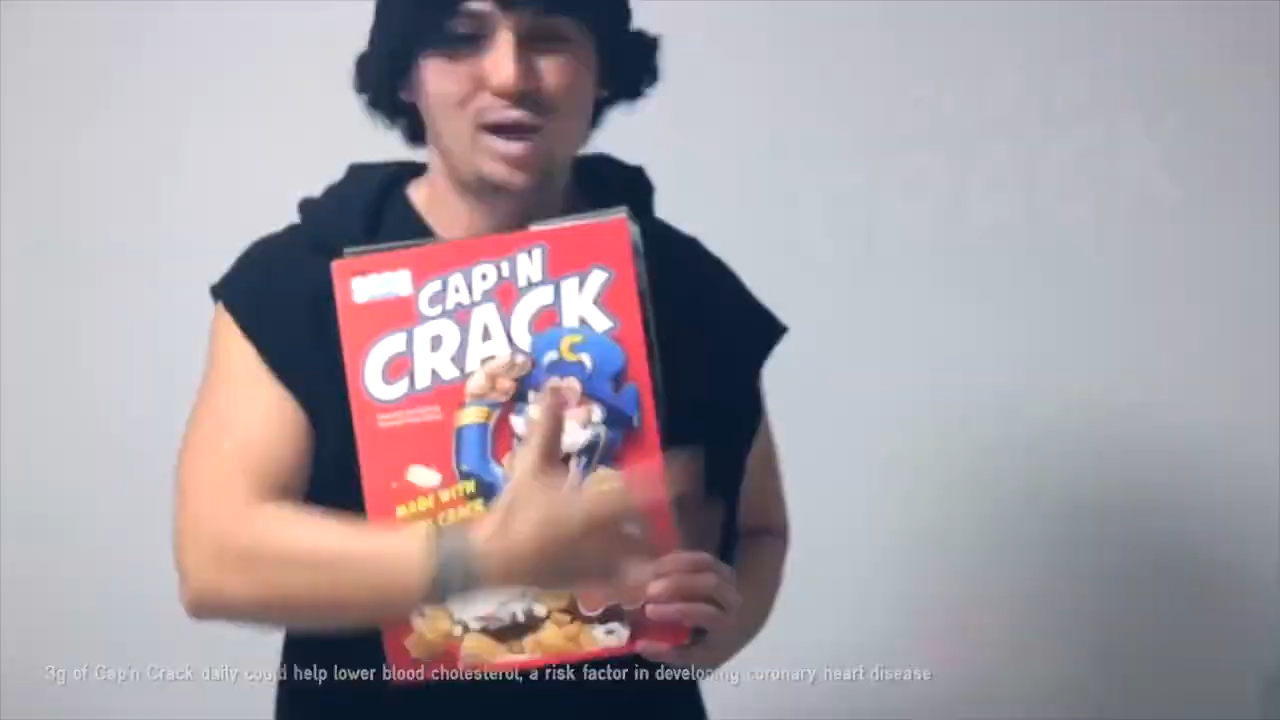 CAP'N
CRACK
MADE WITH
CRACK
3g of Cap'n Crack daily could help lower blood cholesterol, a risk factor in developing coronary heart disease